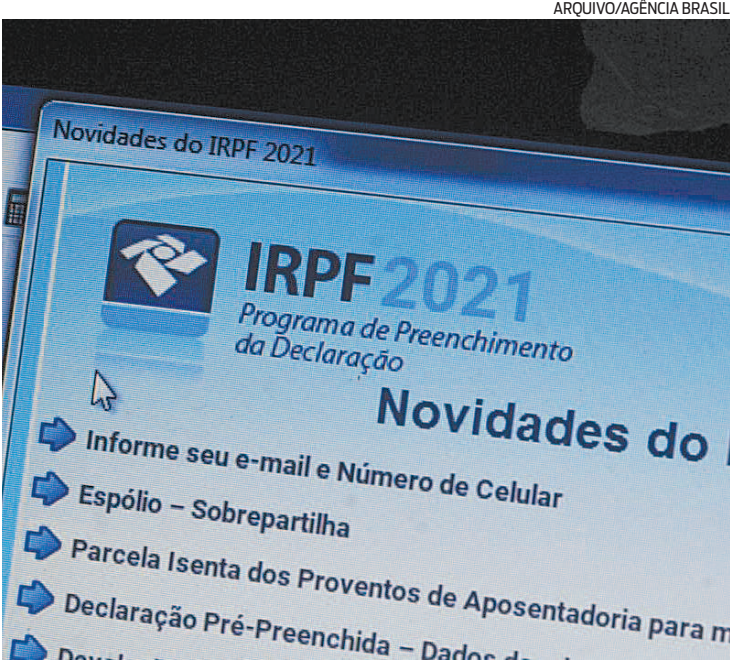 ARQUIVO/AGÊNCIA BRASIL
Novidades do IRPF 2021
IRPF 2021
Programa de Preenchimento
da Declaração
Novidades do
Informe seu e-mail e Número de Celular
Espólio – Sobrepartilha
Parcela Isenta dos Proventos de Aposentadoria para m
Declaração Pré-Preenchida – Dados